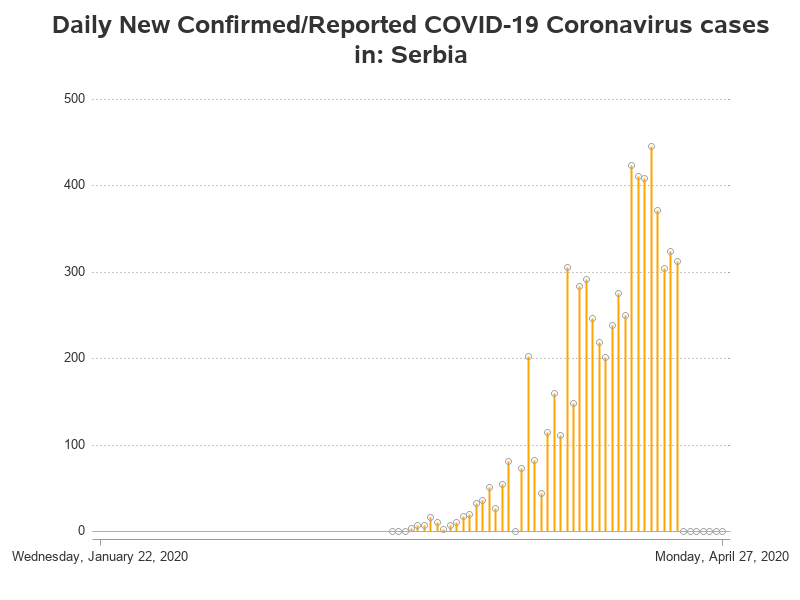 Daily New Confirmed/Reported COVID-19 Coronavirus cases
in: Serbia
500
400
300
200
100
0
Wednesday, January 22, 2020
Monday, April 27, 2020